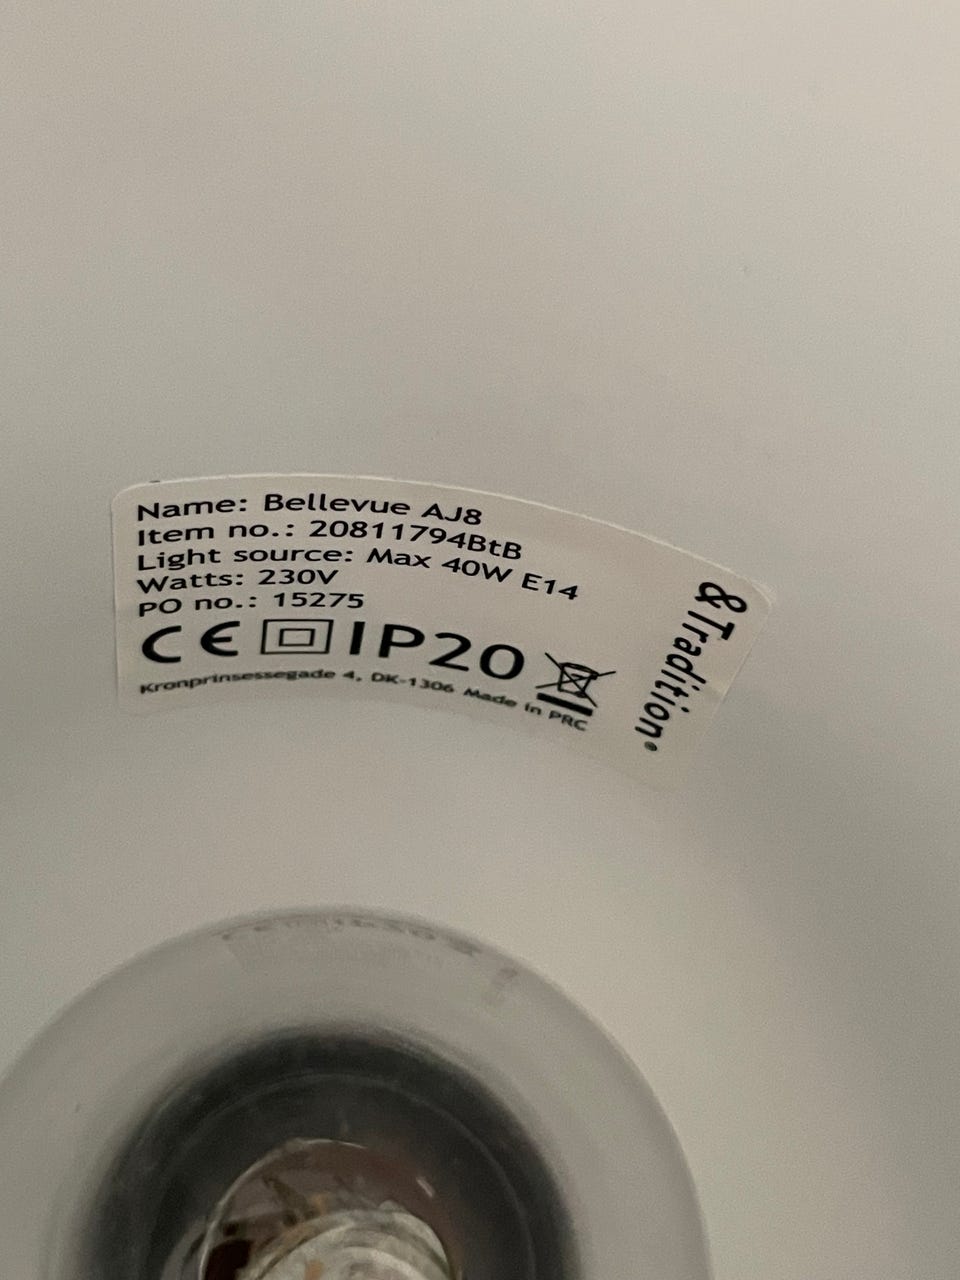 Name: Bellevue AJ8
Item no.: 20811794BtB
Light source: Max 40W E14
Watts: 230V
PO no.: 15275
CE IP20
Kronprinsessegade 4, DK-1306 Made in PRC
&Tradition®